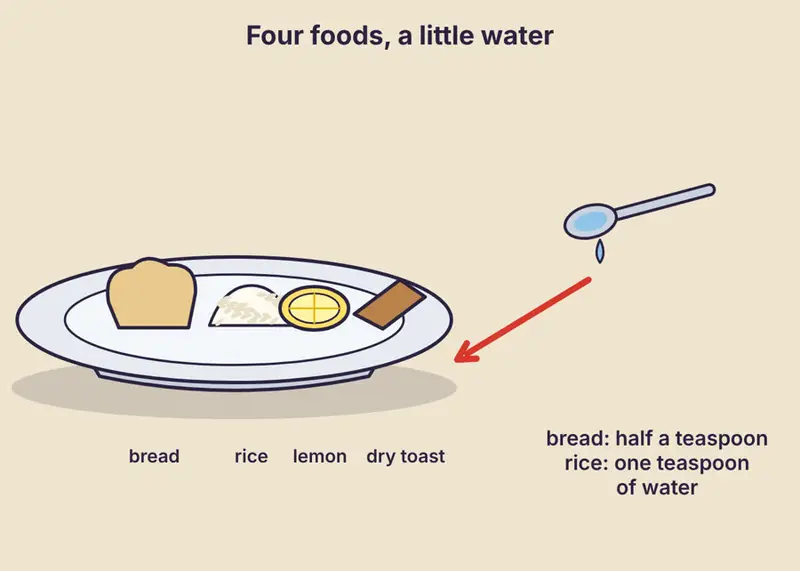 Four foods, a little water
bread rice lemon dry toast
bread: half a teaspoon
rice: one teaspoon
of water